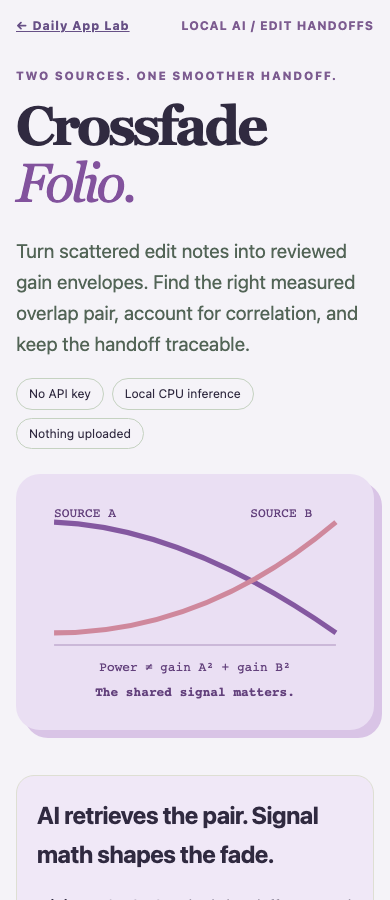 ← Daily App Lab
LOCAL AI / EDIT HANDOFFS
TWO SOURCES. ONE SMOOTHER HANDOFF.
Crossfade
Folio.
Turn scattered edit notes into reviewed
gain envelopes. Find the right measured
overlap pair, account for correlation, and
keep the handoff traceable.
No API key
Local CPU inference
Nothing uploaded
SOURCE A
SOURCE B
Power ≠ gain A² + gain B²
The shared signal matters.
AI retrieves the pair. Signal
math shapes the fade.